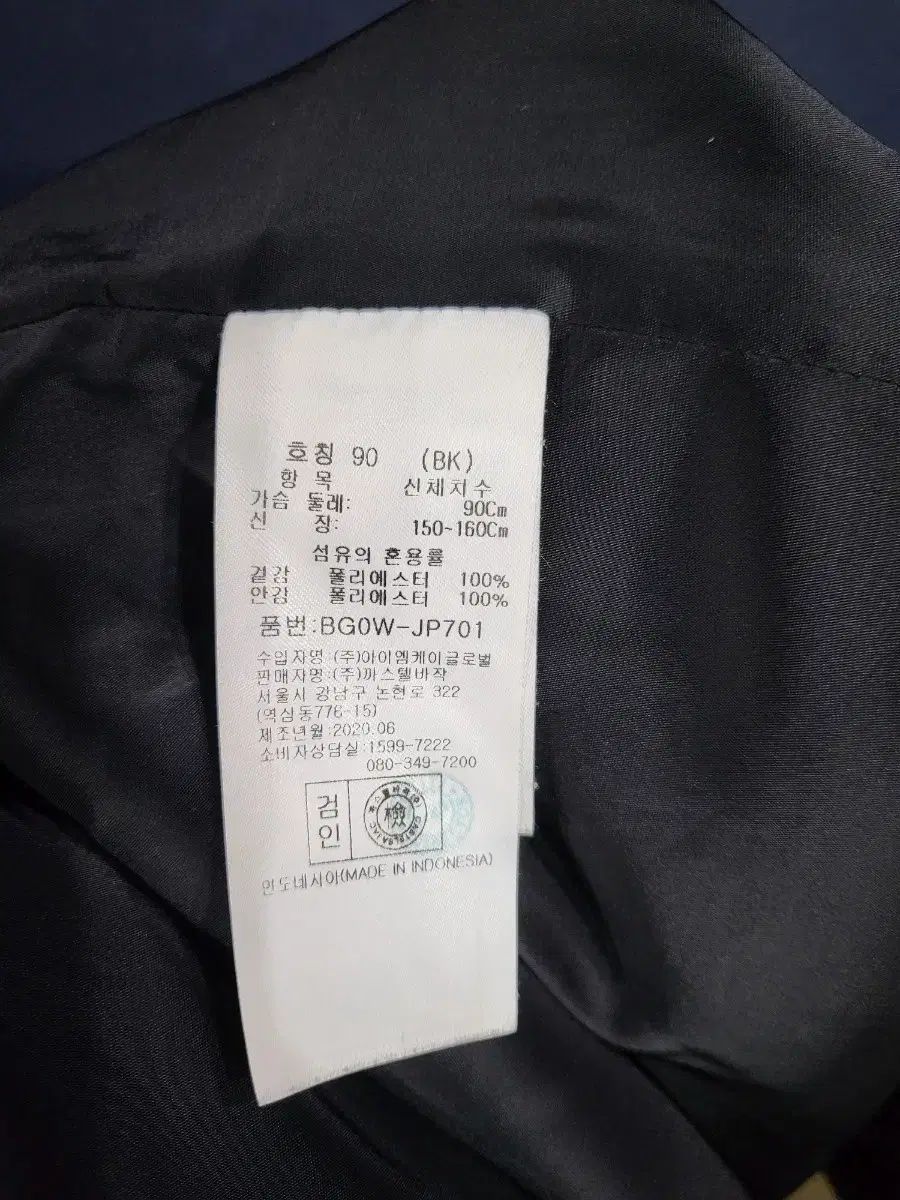 호칭 90 (BK)
항 목 신체치수
가슴 둘레: 90Cm
신 장: 150~160Cm
섬유의 혼용률
겉감 폴리에스터 100%
안감 폴리에스터 100%
품번:BG0W-JP701
수입자명:(주)아이엠케이글로벌
판매자명:(주)까스텔바작
서울시 강남구 논현로 322
(역심동776-15)
제조년월:2020.06
소비자상담실:1599-7222
080-349-7200
검인
檢
인도네시아(MADE IN INDONESIA)